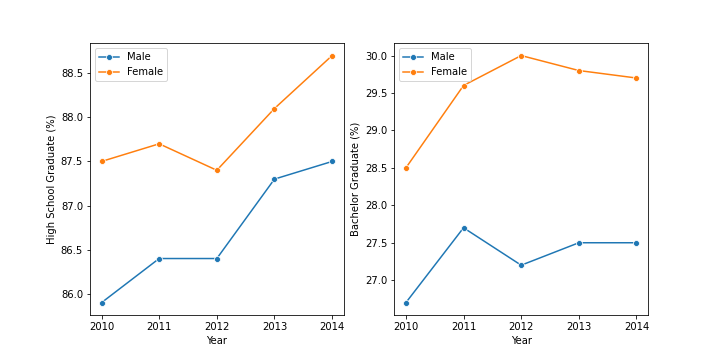 Male
Female
High School Graduate (%)
88.5
88.0
87.5
87.0
86.5
86.0
2010 2011 2012 2013 2014
Year
Male
Female
Bachelor Graduate (%)
30.0
29.5
29.0
28.5
28.0
27.5
27.0
2010 2011 2012 2013 2014
Year